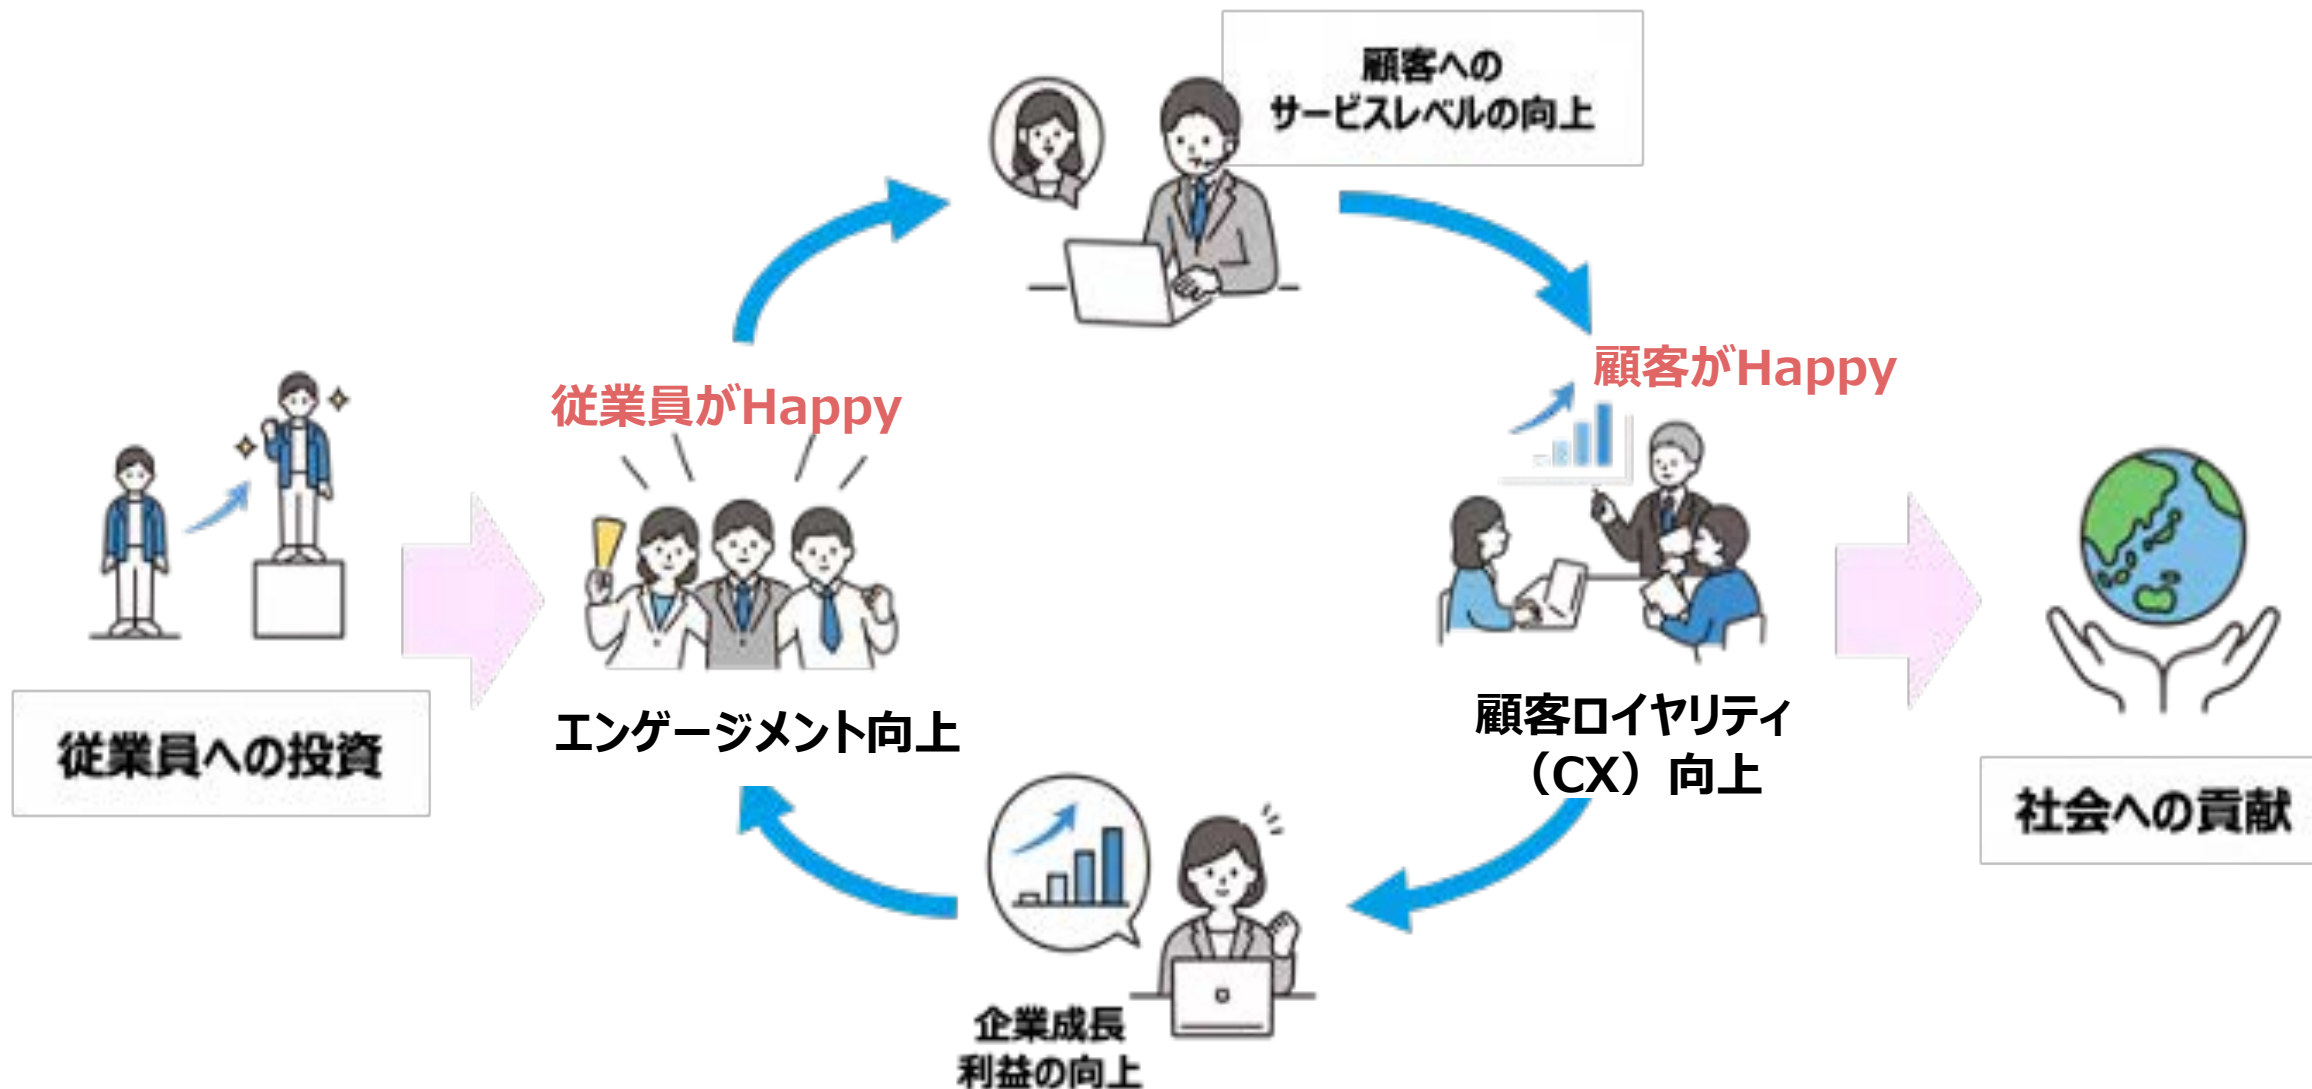 顧客への
サービスレベルの向上
顧客がHappy
従業員がHappy
従業員への投資
エンゲージメント向上
顧客ロイヤリティ
（CX）向上
社会への貢献
企業成長
利益の向上